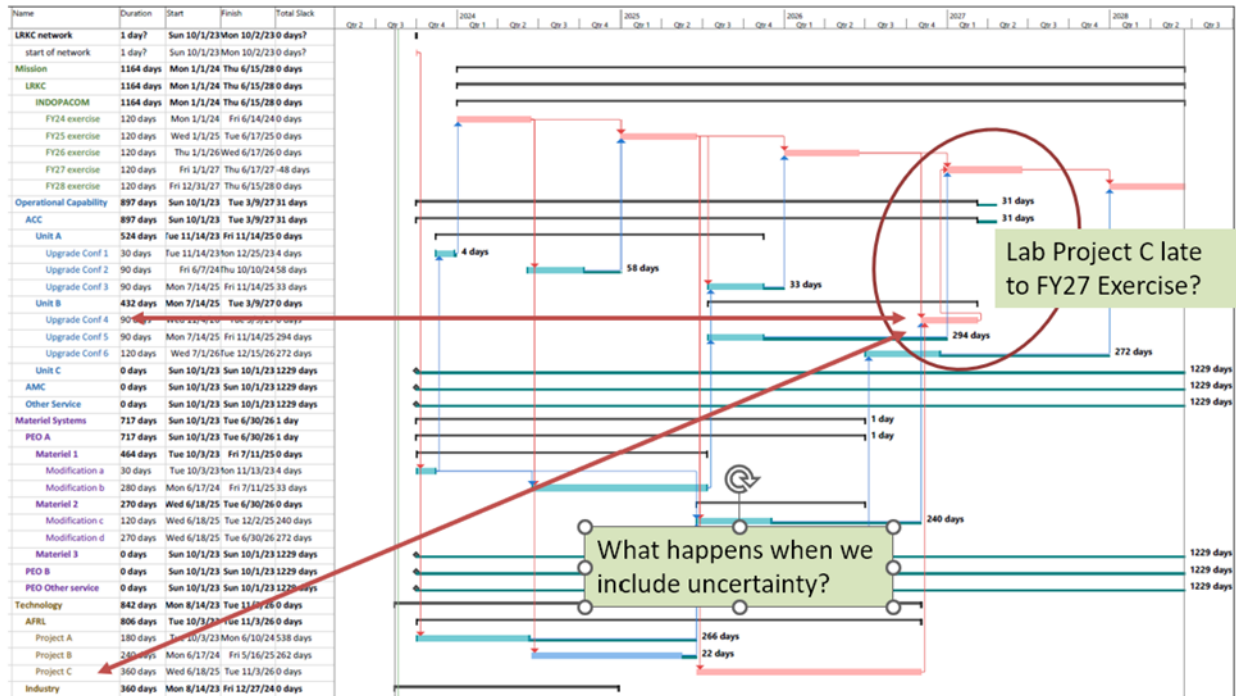 Name Duration Start Finish Total Slack
2024 2025 2026 2027 2028
Qtr 2 Qtr 3 Qtr 4 Qtr 1 Qtr 2 Qtr 3 Qtr 4 Qtr 1 Qtr 2 Qtr 3 Qtr 4 Qtr 1 Qtr 2 Qtr 3 Qtr 4 Qtr 1 Qtr 2 Qtr 3 Qtr 4 Qtr 1 Qtr 2 Qtr 3
LRKC network 1 day? Sun 10/1/23 Mon 10/2/23 0 days?
start of network 1 day? Sun 10/1/23 Mon 10/2/23 0 days?
Mission 1164 days Mon 1/1/24 Thu 6/15/28 0 days
LRKC 1164 days Mon 1/1/24 Thu 6/15/28 0 days
INDOPACOM 1164 days Mon 1/1/24 Thu 6/15/28 0 days
FY24 exercise 120 days Mon 1/1/24 Fri 6/14/24 0 days
FY25 exercise 120 days Wed 1/1/25 Tue 6/17/25 0 days
FY26 exercise 120 days Thu 1/1/26 Wed 6/17/26 0 days
FY27 exercise 120 days Fri 1/1/27 Thu 6/17/27 -48 days
FY28 exercise 120 days Fri 12/31/27 Thu 6/15/28 0 days
Operational Capability 897 days Sun 10/1/23 Tue 3/9/27 31 days 31 days
ACC 897 days Sun 10/1/23 Tue 3/9/27 31 days 31 days
Unit A 524 days Tue 11/14/23 Fri 11/14/25 0 days
Upgrade Conf 1 30 days Tue 11/14/23 Mon 12/25/23 4 days 4 days
Upgrade Conf 2 90 days Fri 6/7/24 Thu 10/10/24 58 days 58 days
Upgrade Conf 3 90 days Mon 7/14/25 Fri 11/14/25 33 days 33 days
Lab Project C late
to FY27 Exercise?
Unit B 432 days Mon 7/14/25 Tue 3/9/27 0 days
Upgrade Conf 4
Upgrade Conf 5 90 days Mon 7/14/25 Fri 11/14/25 294 days 294 days
Upgrade Conf 6 120 days Wed 7/1/26 Tue 12/15/26 272 days 272 days
Unit C 0 days Sun 10/1/23 Sun 10/1/23 1229 days 1229 days
AMC 0 days Sun 10/1/23 Sun 10/1/23 1229 days 1229 days
Other Service 0 days Sun 10/1/23 Sun 10/1/23 1229 days 1229 days
Materiel Systems 717 days Sun 10/1/23 Tue 6/30/26 1 day 1 day
PEO A 717 days Sun 10/1/23 Tue 6/30/26 1 day 1 day
Materiel 1 464 days Tue 10/3/23 Fri 7/11/25 0 days
Modification a 30 days Tue 10/3/23 Mon 11/13/23 4 days
Modification b 280 days Mon 6/17/24 Fri 7/11/25 33 days
Materiel 2 270 days Wed 6/18/25 Tue 6/30/26 0 days
Modification c 120 days Wed 6/18/25 Tue 12/2/25 240 days 240 days
Modification d 270 days Wed 6/18/25 Tue 6/30/26 272 days
What happens when we
include uncertainty?
Materiel 3 0 days Sun 10/1/23 Sun 10/1/23 1229 days 1229 days
PEO B 0 days Sun 10/1/23 Sun 10/1/23 1229 days 1229 days
PEO Other service 0 days Sun 10/1/23 Sun 10/1/23 1229 days 1229 days
Technology 842 days Mon 8/14/23 Tue 11/3/26 0 days
AFRL 806 days Tue 10/3/23 Tue 11/3/26 0 days
Project A 180 days Tue 10/3/23 Mon 6/10/24 538 days 266 days
Project B 240 days Mon 6/17/24 Fri 5/16/25 262 days 22 days
Project C 360 days Wed 6/18/25 Tue 11/3/26 0 days
Industry 360 days Mon 8/14/23 Fri 12/27/24 0 days